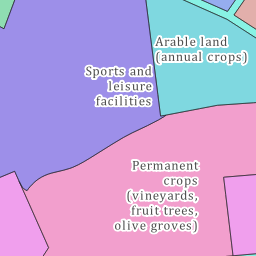 Arable land
(annual crops)
Sports and
leisure
facilities
Permanent
crops
(vineyards,
fruit trees,
olive groves)